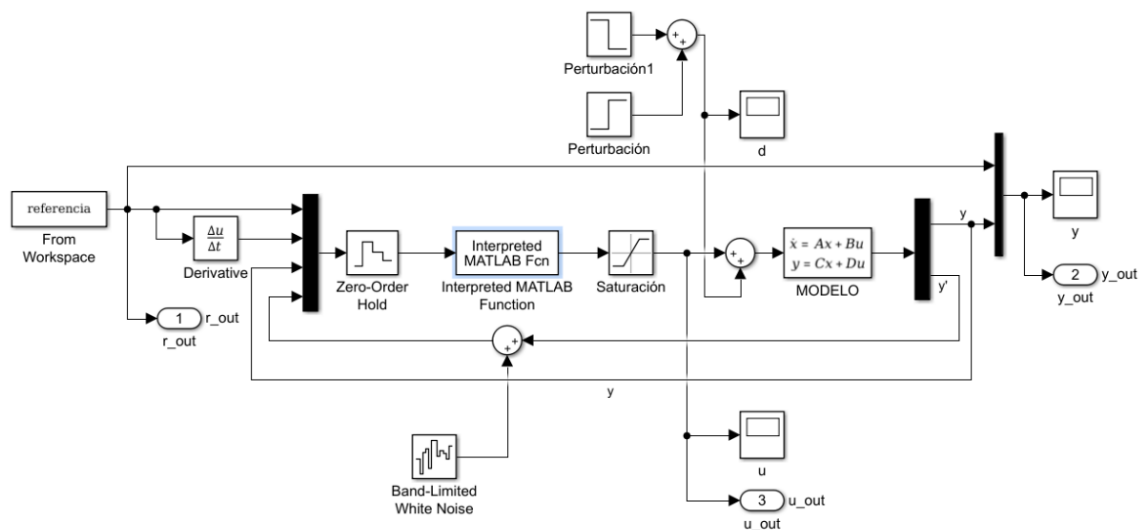 Perturbación1
Perturbación
d
referencia
From
Workspace
Δu
Δt
Derivative
Zero-Order
Hold
Interpreted
MATLAB Fcn
Interpreted MATLAB
Function
Saturación
ẋ = Ax + Bu
y = Cx + Du
MODELO
y
y'
y
2
y_out
y_out
1
r_out
r_out
y
Band-Limited
White Noise
u
3
u_out
u_out
+
+
+
+
+
+